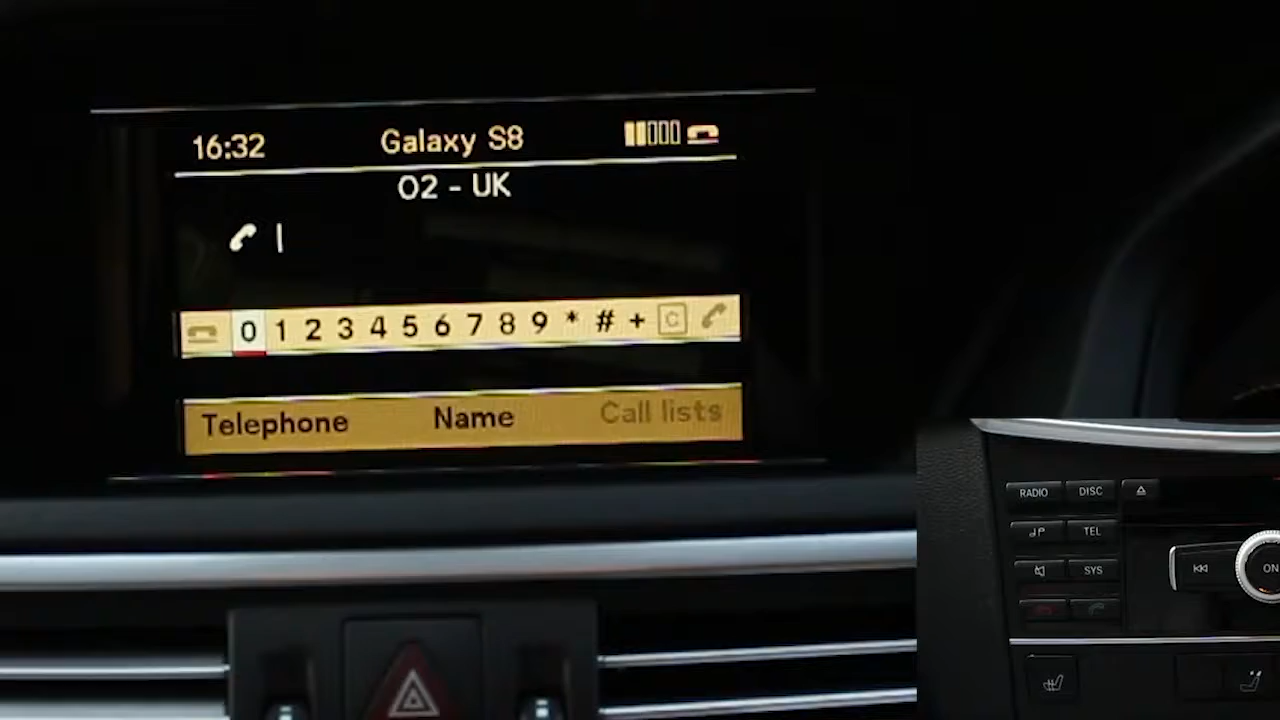 16:32 Galaxy S8
O2 - UK
0 1 2 3 4 5 6 7 8 9 * # + C
Telephone Name Call lists
RADIO DISC
TEL
SYS
ON